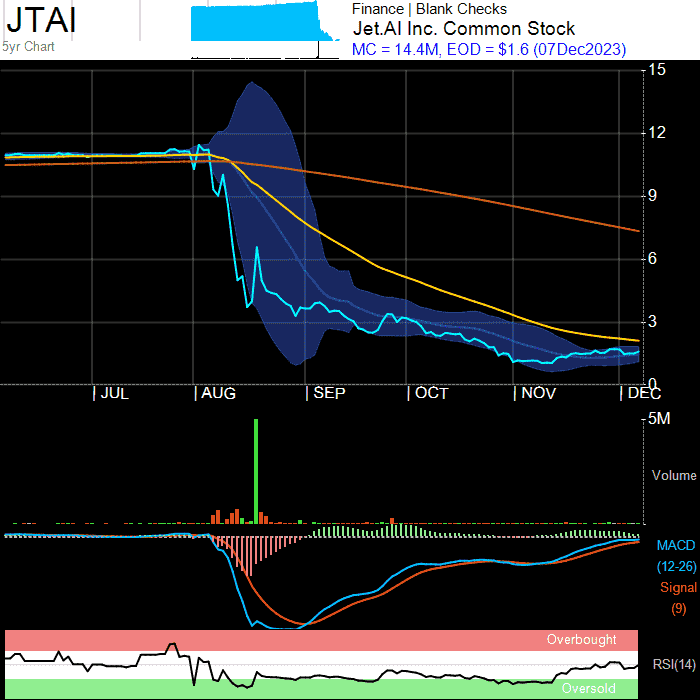 JTAI
5yr Chart
Finance | Blank Checks
Jet.AI Inc. Common Stock
MC = 14.4M, EOD = $1.6 (07Dec2023)
15
12
9
6
3
0
| JUL | AUG | SEP | OCT | NOV | DEC
5M
Volume
MACD
(12-26)
Signal
(9)
Overbought
RSI(14)
Oversold